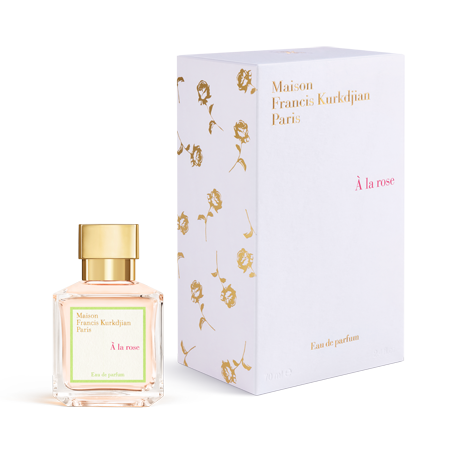 Maison
Francis Kurkdjian
Paris
À la rose
Eau de parfum
Maison
Francis Kurkdjian
Paris
À la rose
Eau de parfum